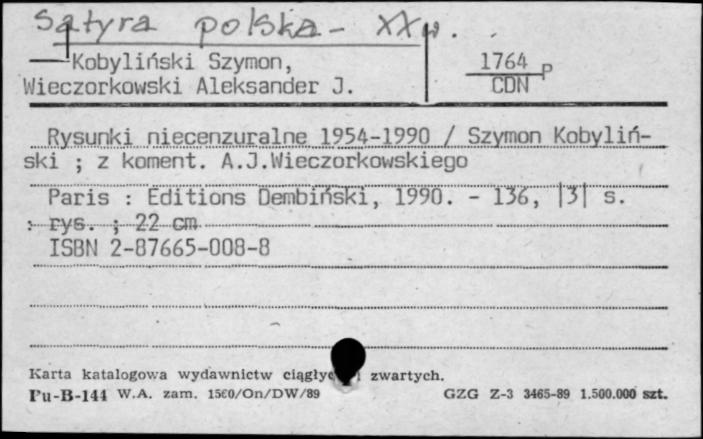 Satyra polska - XX w.
Kobyliński Szymon,
Wieczorkowski Aleksander J.
1764 P
CDN
Rysunki niecenzuralne 1954-1990 / Szymon Kobyliń-
ski ; z koment. A.J.Wieczorkowskiego
Paris : Editions Dembiński, 1990. - 136, |3| s.
: rys. ; 22 cm
ISBN 2-87665-008-8
Karta katalogowa wydawnictw zwartych.
Pu-B-144 W.A. zam. 1560/On/DW/89
GZG Z-3 3465-89 1.500.000 szt.